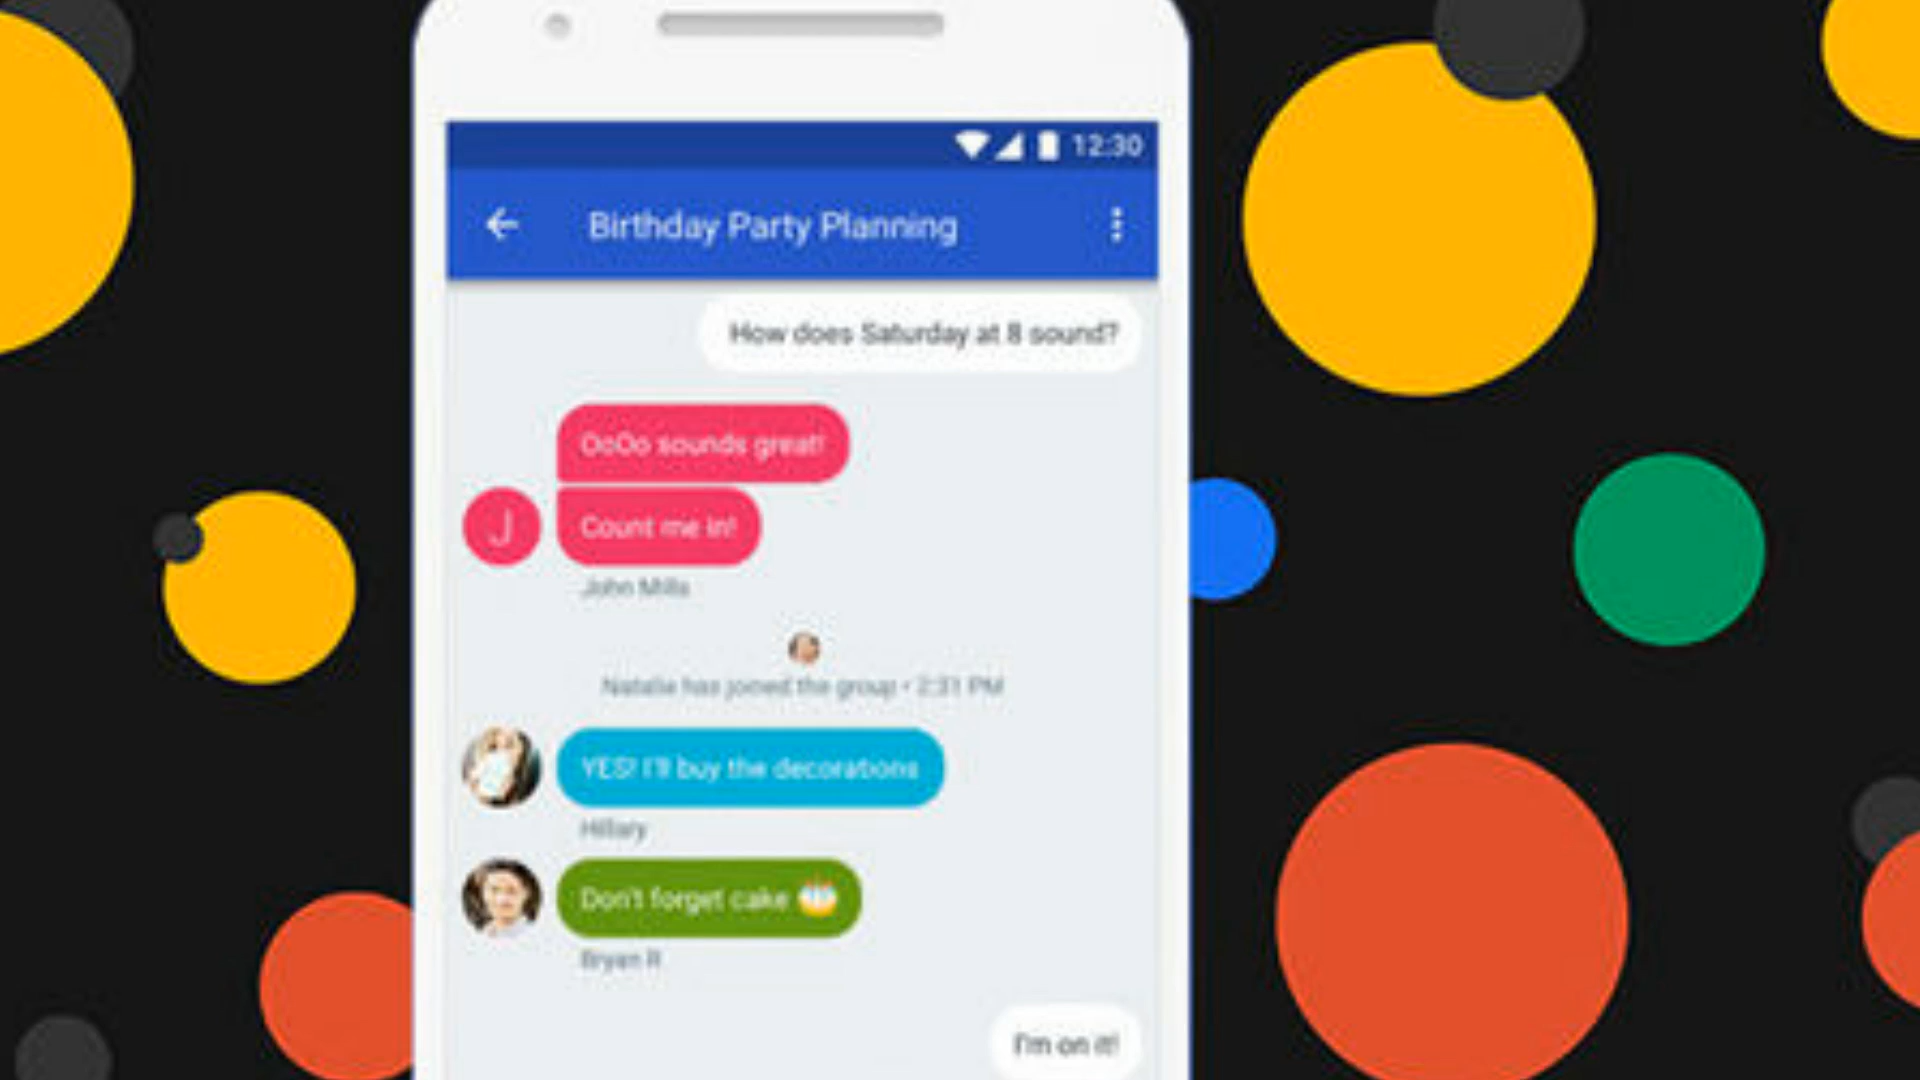 12:30
Birthday Party Planning
How does Saturday at 8 sound?
OoOo sounds great!
J
Count me in!
John Mills
Natalie has joined the group • 2:31 PM
YES! I'll buy the decorations
Hillary
Don't forget cake 🎂
Bryan R
I'm on it!